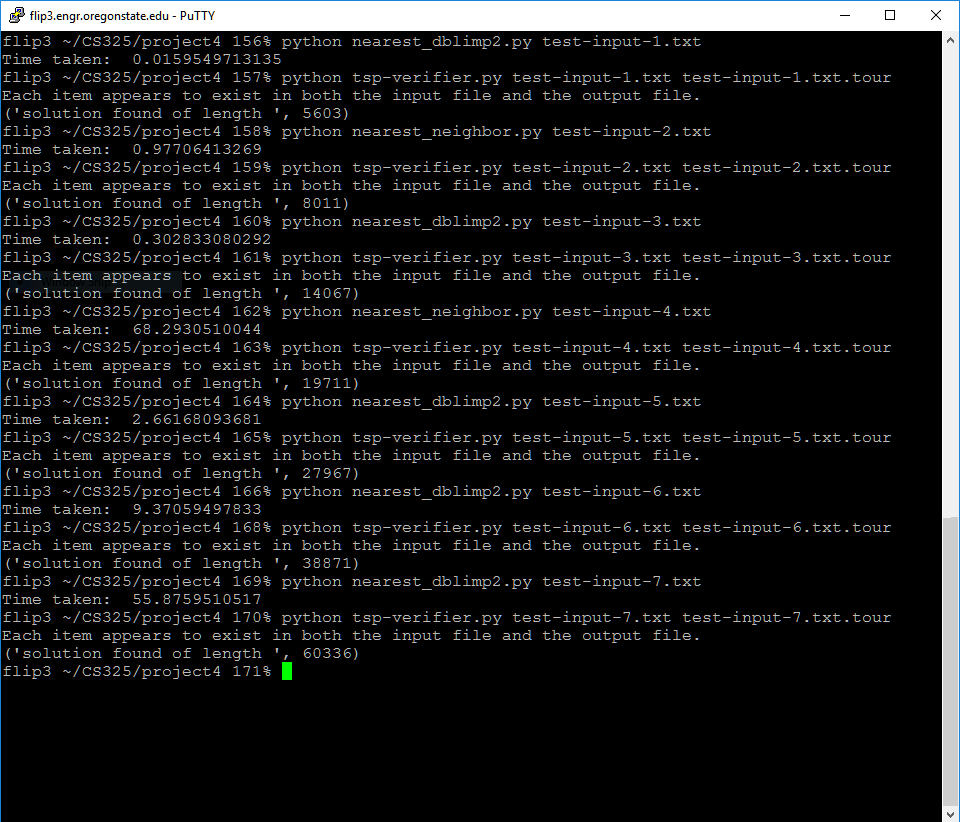 flip3.engr.oregonstate.edu - PuTTY
flip3 ~/CS325/project4 156% python nearest_dblimp2.py test-input-1.txt
Time taken:  0.0159549713135
flip3 ~/CS325/project4 157% python tsp-verifier.py test-input-1.txt test-input-1.txt.tour
Each item appears to exist in both the input file and the output file.
('solution found of length ', 5603)
flip3 ~/CS325/project4 158% python nearest_neighbor.py test-input-2.txt
Time taken:  0.97706413269
flip3 ~/CS325/project4 159% python tsp-verifier.py test-input-2.txt test-input-2.txt.tour
Each item appears to exist in both the input file and the output file.
('solution found of length ', 8011)
flip3 ~/CS325/project4 160% python nearest_dblimp2.py test-input-3.txt
Time taken:  0.302833080292
flip3 ~/CS325/project4 161% python tsp-verifier.py test-input-3.txt test-input-3.txt.tour
Each item appears to exist in both the input file and the output file.
('solution found of length ', 14067)
flip3 ~/CS325/project4 162% python nearest_neighbor.py test-input-4.txt
Time taken:  68.2930510044
flip3 ~/CS325/project4 163% python tsp-verifier.py test-input-4.txt test-input-4.txt.tour
Each item appears to exist in both the input file and the output file.
('solution found of length ', 19711)
flip3 ~/CS325/project4 164% python nearest_dblimp2.py test-input-5.txt
Time taken:  2.66168093681
flip3 ~/CS325/project4 165% python tsp-verifier.py test-input-5.txt test-input-5.txt.tour
Each item appears to exist in both the input file and the output file.
('solution found of length ', 27967)
flip3 ~/CS325/project4 166% python nearest_dblimp2.py test-input-6.txt
Time taken:  9.37059497833
flip3 ~/CS325/project4 168% python tsp-verifier.py test-input-6.txt test-input-6.txt.tour
Each item appears to exist in both the input file and the output file.
('solution found of length ', 38871)
flip3 ~/CS325/project4 169% python nearest_dblimp2.py test-input-7.txt
Time taken:  55.8759510517
flip3 ~/CS325/project4 170% python tsp-verifier.py test-input-7.txt test-input-7.txt.tour
Each item appears to exist in both the input file and the output file.
('solution found of length ', 60336)
flip3 ~/CS325/project4 171%